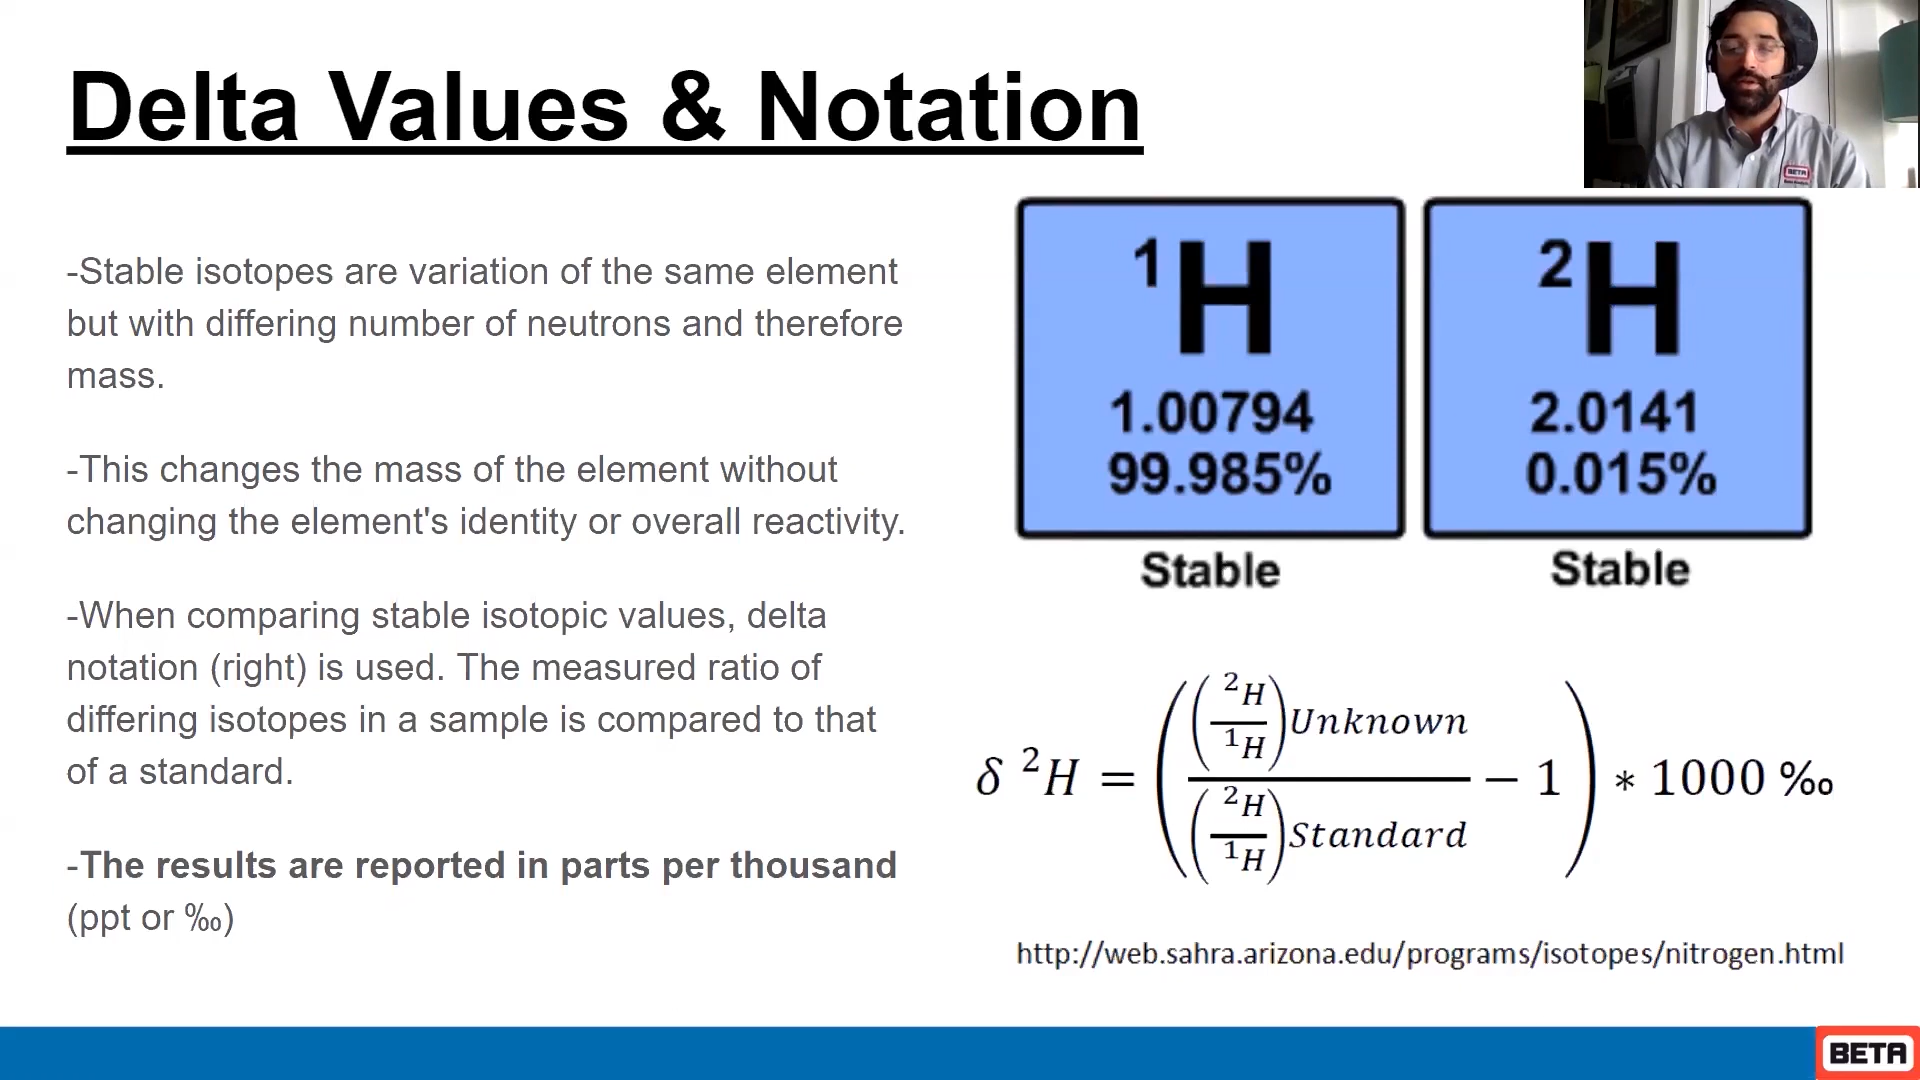 Delta Values & Notation
-Stable isotopes are variation of the same element
but with differing number of neutrons and therefore
mass.
-This changes the mass of the element without
changing the element's identity or overall reactivity.
-When comparing stable isotopic values, delta
notation (right) is used. The measured ratio of
differing isotopes in a sample is compared to that
of a standard.
-The results are reported in parts per thousand
(ppt or ‰)
¹H
1.00794
99.985%
Stable
²H
2.0141
0.015%
Stable
δ ²H = (((²H/¹H)Unknown)/((²H/¹H)Standard) − 1) * 1000 ‰
http://web.sahra.arizona.edu/programs/isotopes/nitrogen.html
BETA
BETA